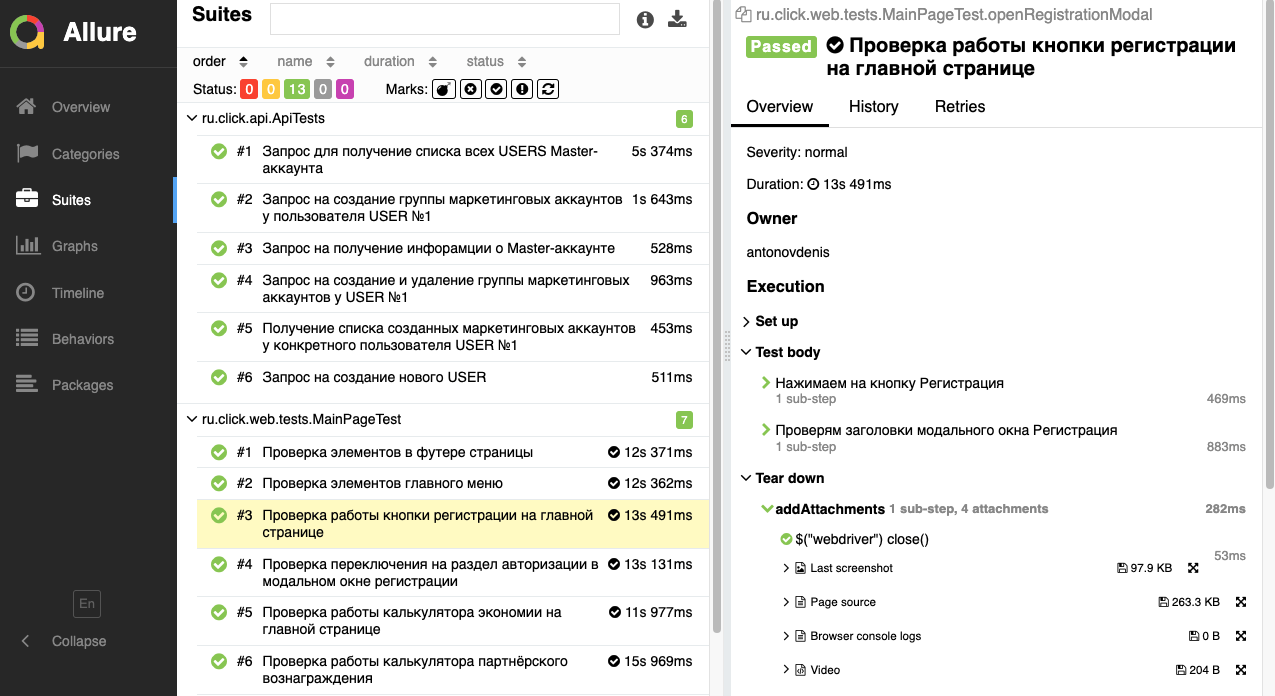 Allure
Overview
Categories
Suites
Graphs
Timeline
Behaviors
Packages
En
Collapse
Suites
order name duration status
Status: 0 0 13 0 0 Marks:
ru.click.api.ApiTests 6
#1 Запрос для получение списка всех USERS Master- 5s 374ms
аккаунта
#2 Запрос на создание группы маркетинговых аккаунтов 1s 643ms
у пользователя USER №1
#3 Запрос на получение инфорамции о Master-аккаунте 528ms
#4 Запрос на создание и удаление группы маркетинговых 963ms
аккаунтов у USER №1
#5 Получение списка созданных маркетинговых аккаунтов 453ms
у конкретного пользователя USER №1
#6 Запрос на создание нового USER 511ms
ru.click.web.tests.MainPageTest 7
#1 Проверка элементов в футере страницы 12s 371ms
#2 Проверка элементов главного меню 12s 362ms
#3 Проверка работы кнопки регистрации на главной 13s 491ms
странице
#4 Проверка переключения на раздел авторизации в 13s 131ms
модальном окне регистрации
#5 Проверка работы калькулятора экономии на 11s 977ms
главной странице
#6 Проверка работы калькулятора партнёрского 15s 969ms
вознаграждения
ru.click.web.tests.MainPageTest.openRegistrationModal
Passed Проверка работы кнопки регистрации
на главной странице
Overview History Retries
Severity: normal
Duration: 13s 491ms
Owner
antonovdenis
Execution
Set up
Test body
Нажимаем на кнопку Регистрация
1 sub-step 469ms
Проверям заголовки модального окна Регистрация
1 sub-step 883ms
Tear down
addAttachments 1 sub-step, 4 attachments 282ms
$("webdriver") close()
53ms
Last screenshot 97.9 KB
Page source 263.3 KB
Browser console logs 0 B
Video 204 B